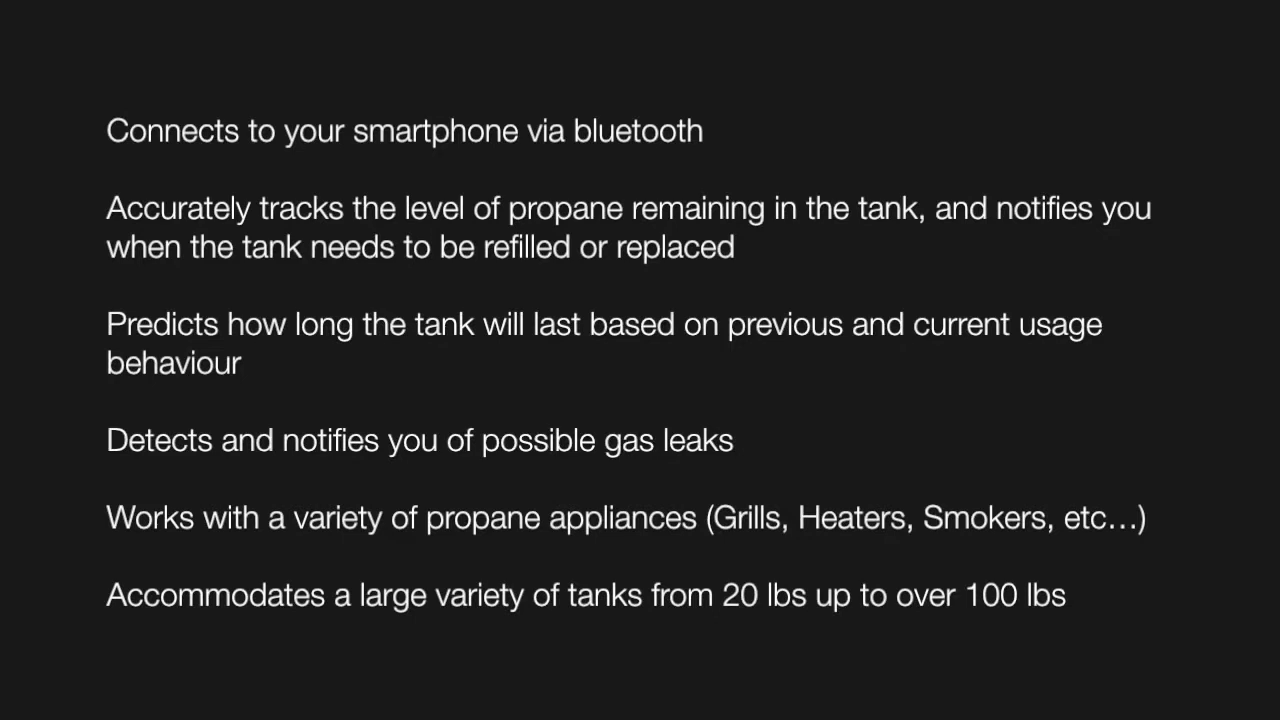 Connects to your smartphone via bluetooth
Accurately tracks the level of propane remaining in the tank, and notifies you
when the tank needs to be refilled or replaced
Predicts how long the tank will last based on previous and current usage
behaviour
Detects and notifies you of possible gas leaks
Works with a variety of propane appliances (Grills, Heaters, Smokers, etc…)
Accommodates a large variety of tanks from 20 lbs up to over 100 lbs